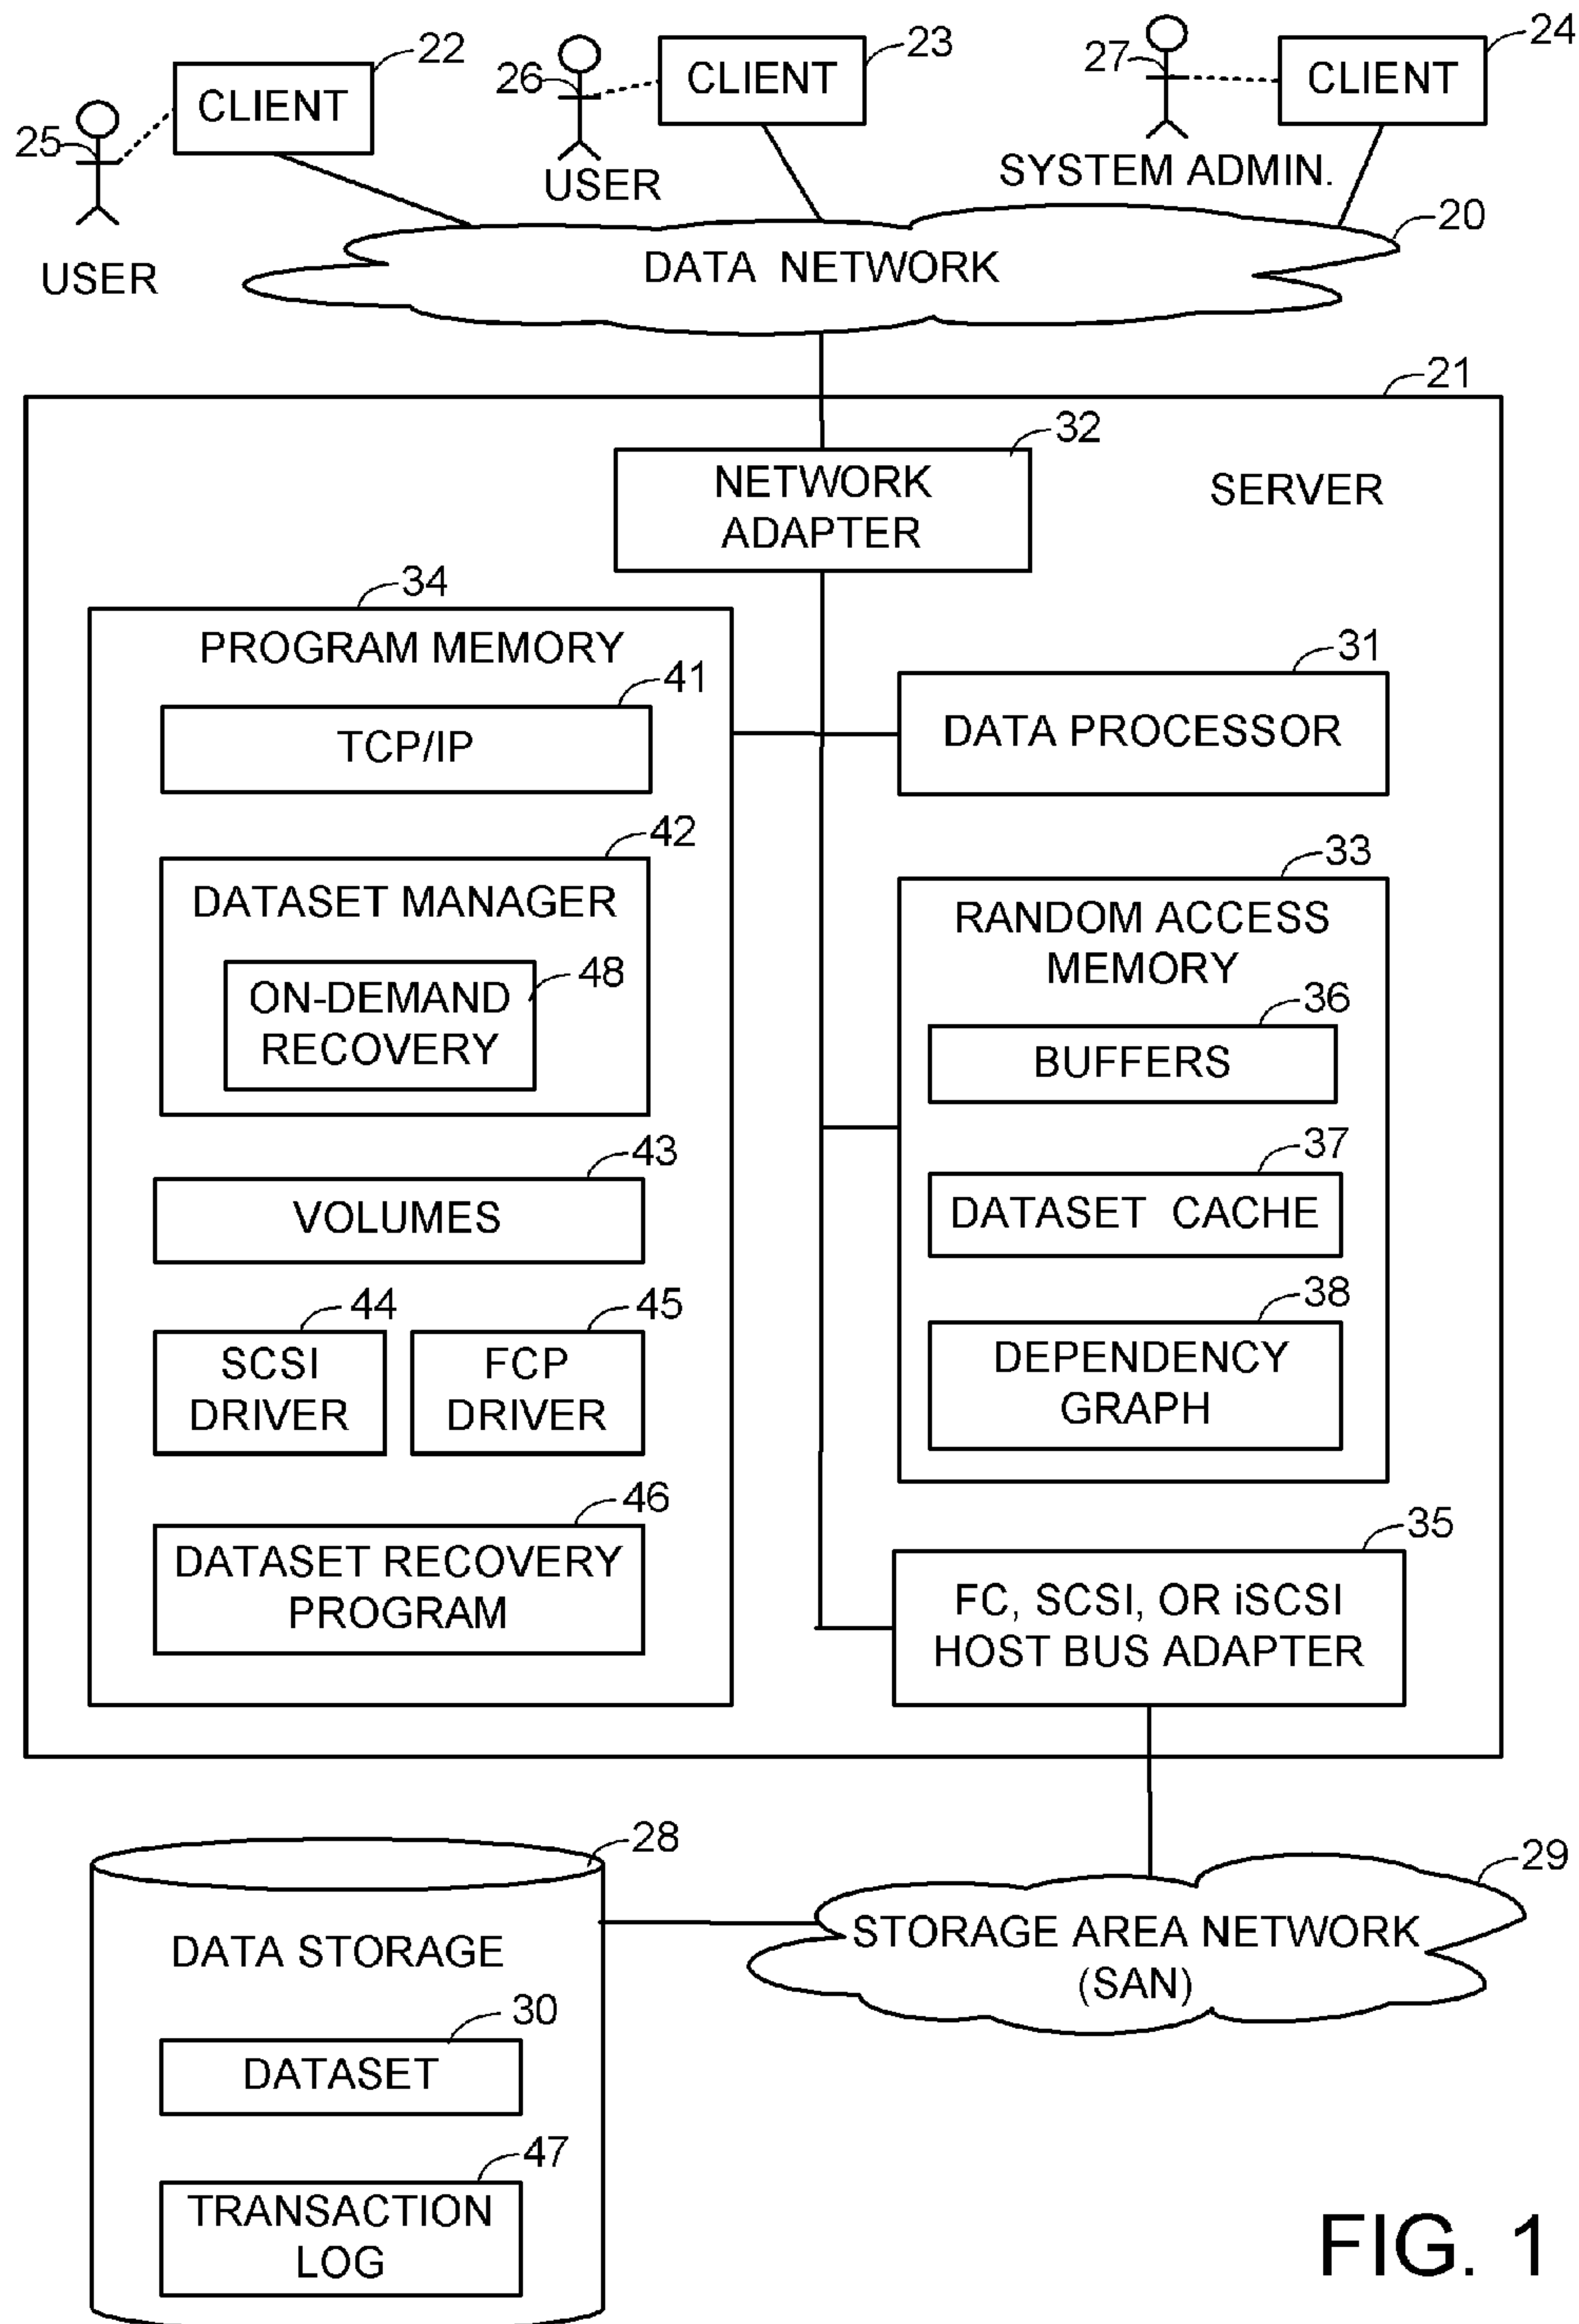 22
CLIENT
25
USER
26
CLIENT
23
USER
27
CLIENT
24
SYSTEM ADMIN.
20
DATA NETWORK
21
SERVER
32
NETWORK
ADAPTER
34
PROGRAM MEMORY
41
TCP/IP
42
DATASET MANAGER
48
ON-DEMAND
RECOVERY
43
VOLUMES
44
SCSI
DRIVER
45
FCP
DRIVER
46
DATASET RECOVERY
PROGRAM
31
DATA PROCESSOR
33
RANDOM ACCESS
MEMORY
36
BUFFERS
37
DATASET CACHE
38
DEPENDENCY
GRAPH
35
FC, SCSI, OR iSCSI
HOST BUS ADAPTER
28
DATA STORAGE
30
DATASET
47
TRANSACTION
LOG
29
STORAGE AREA NETWORK
(SAN)
FIG. 1